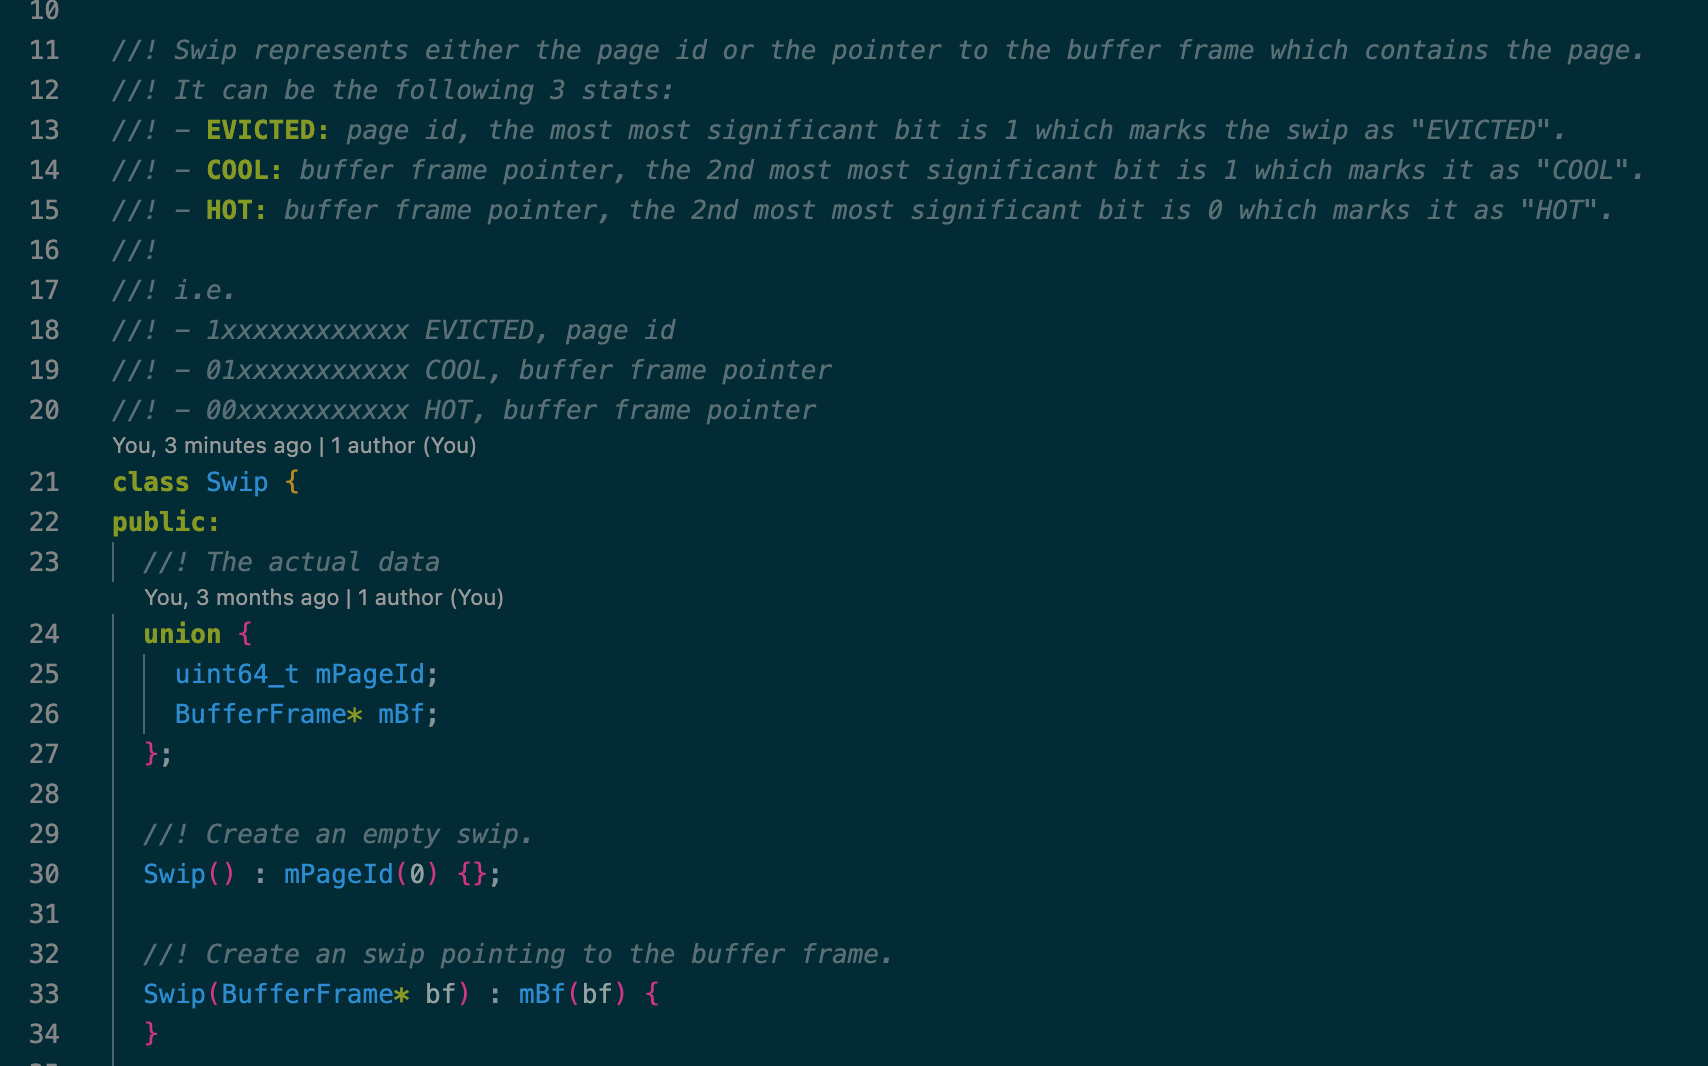 10
11 //! Swip represents either the page id or the pointer to the buffer frame which contains the page.
12 //! It can be the following 3 stats:
13 //! - EVICTED: page id, the most most significant bit is 1 which marks the swip as "EVICTED".
14 //! - COOL: buffer frame pointer, the 2nd most most significant bit is 1 which marks it as "COOL".
15 //! - HOT: buffer frame pointer, the 2nd most most significant bit is 0 which marks it as "HOT".
16 //!
17 //! i.e.
18 //! - 1xxxxxxxxxxxx EVICTED, page id
19 //! - 01xxxxxxxxxxx COOL, buffer frame pointer
20 //! - 00xxxxxxxxxxx HOT, buffer frame pointer
You, 3 minutes ago | 1 author (You)
21 class Swip {
22 public:
23 //! The actual data
You, 3 months ago | 1 author (You)
24 union {
25 uint64_t mPageId;
26 BufferFrame* mBf;
27 };
28
29 //! Create an empty swip.
30 Swip() : mPageId(0) {};
31
32 //! Create an swip pointing to the buffer frame.
33 Swip(BufferFrame* bf) : mBf(bf) {
34 }